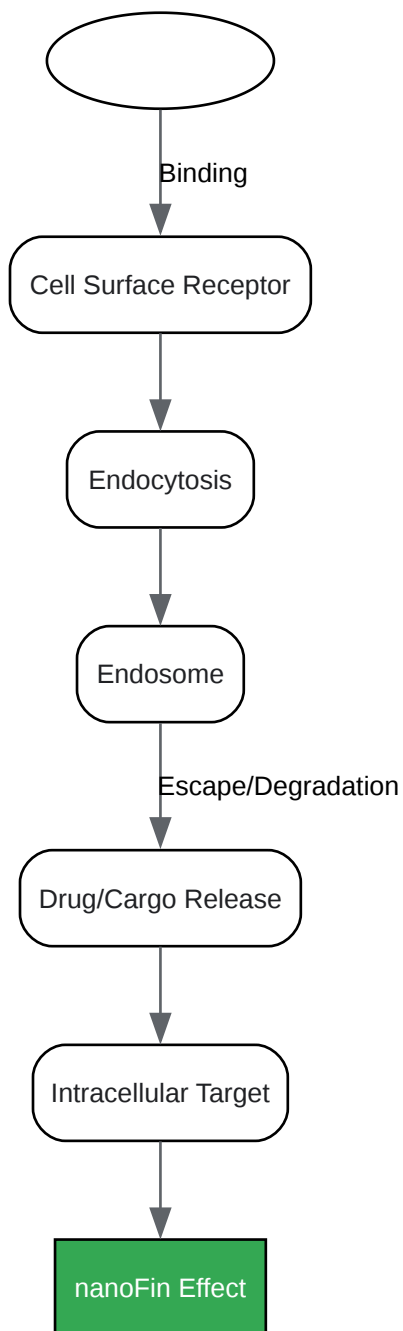 Binding
Cell Surface Receptor
Endocytosis
Endosome
Escape/Degradation
Drug/Cargo Release
Intracellular Target
nanoFin Effect